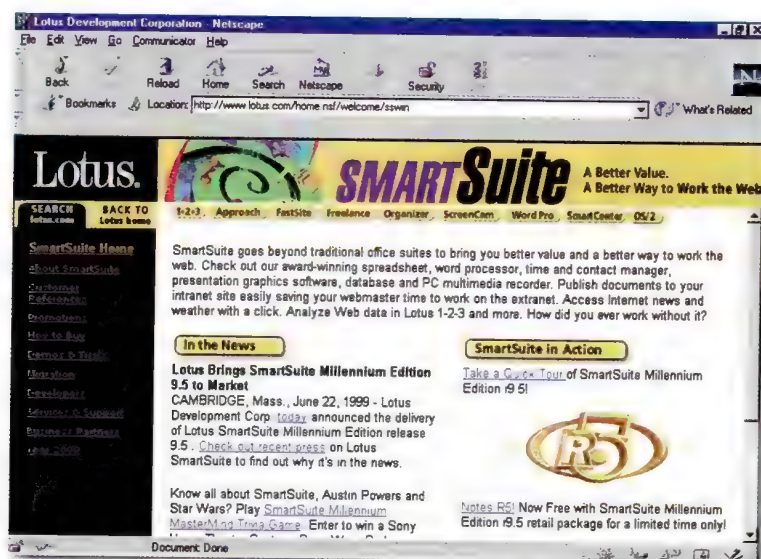 Lotus Development Corporation - Netscape
File Edit View Go Communicator Help
Back Reload Home Search Netscape Security
Bookmarks Location: http://www.lotus.com/home.nsf/welcome/sswin What's Related
Lotus.
SMARTSuite
A Better Value.
A Better Way to Work the Web
SEARCH
lotus.com
BACK TO
Lotus home
1-2-3 Approach FastSite Freelance Organizer ScreenCam Word Pro SmartCenter OS/2
SmartSuite Home
About SmartSuite
Customer
References
Promotions
How to Buy
Demos & Trials
Migration
Developers
Services & Support
Business Partners
Year 2000
SmartSuite goes beyond traditional office suites to bring you better value and a better way to work the
web. Check out our award-winning spreadsheet, word processor, time and contact manager,
presentation graphics software, database and PC multimedia recorder. Publish documents to your
intranet site easily saving your webmaster time to work on the extranet. Access Internet news and
weather with a click. Analyze Web data in Lotus 1-2-3 and more. How did you ever work without it?
In the News
Lotus Brings SmartSuite Millennium Edition
9.5 to Market
CAMBRIDGE, Mass., June 22, 1999 - Lotus
Development Corp. today announced the delivery
of Lotus SmartSuite Millennium Edition release
9.5 . Check out recent press on Lotus
SmartSuite to find out why it's in the news.
Know all about SmartSuite, Austin Powers and
Star Wars? Play SmartSuite Millennium
MasterMind Trivia Game. Enter to win a Sony
SmartSuite in Action
Take a Quick Tour of SmartSuite Millennium
Edition r9.5!
R5
Notes R5! Now Free with SmartSuite Millennium
Edition r9.5 retail package for a limited time only!
Document: Done